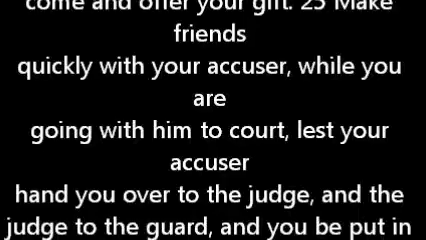 come and offer your gift. 25 Make
friends
quickly with your accuser, while you
are
going with him to court, lest your
accuser
hand you over to the judge, and the
judge to the guard, and you be put in